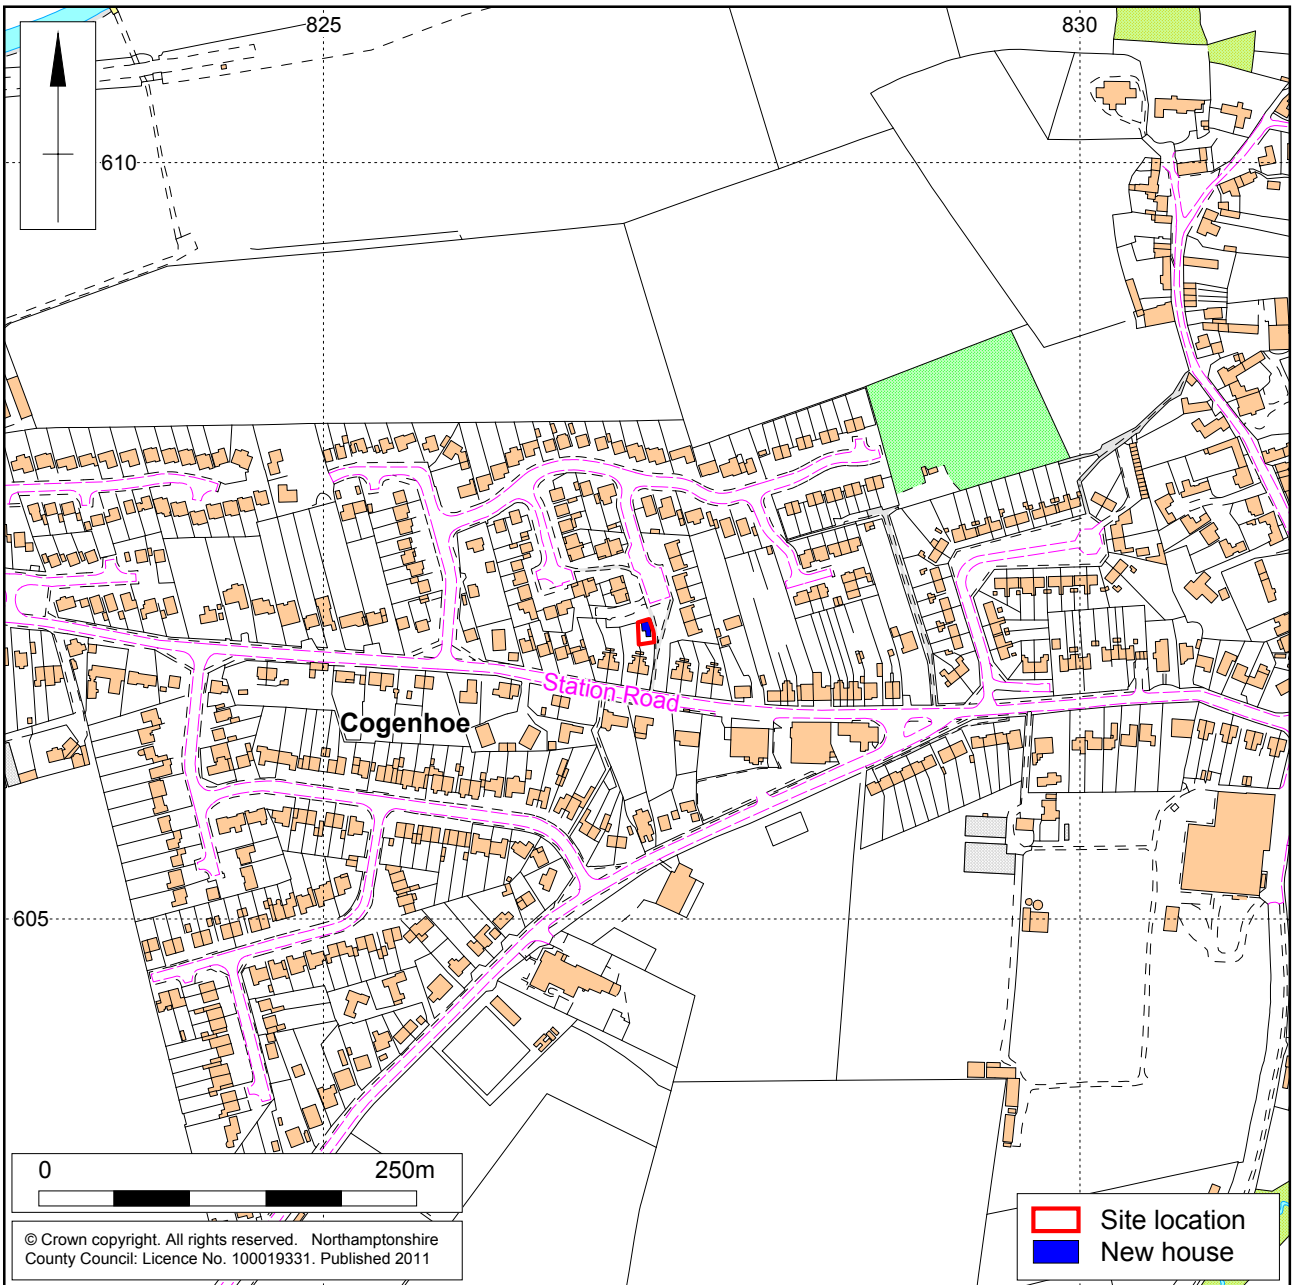 825
830
610
Station Road
Cogenhoe
605
0 250m
© Crown copyright. All rights reserved. Northamptonshire
County Council: Licence No. 100019331. Published 2011
Site location
New house